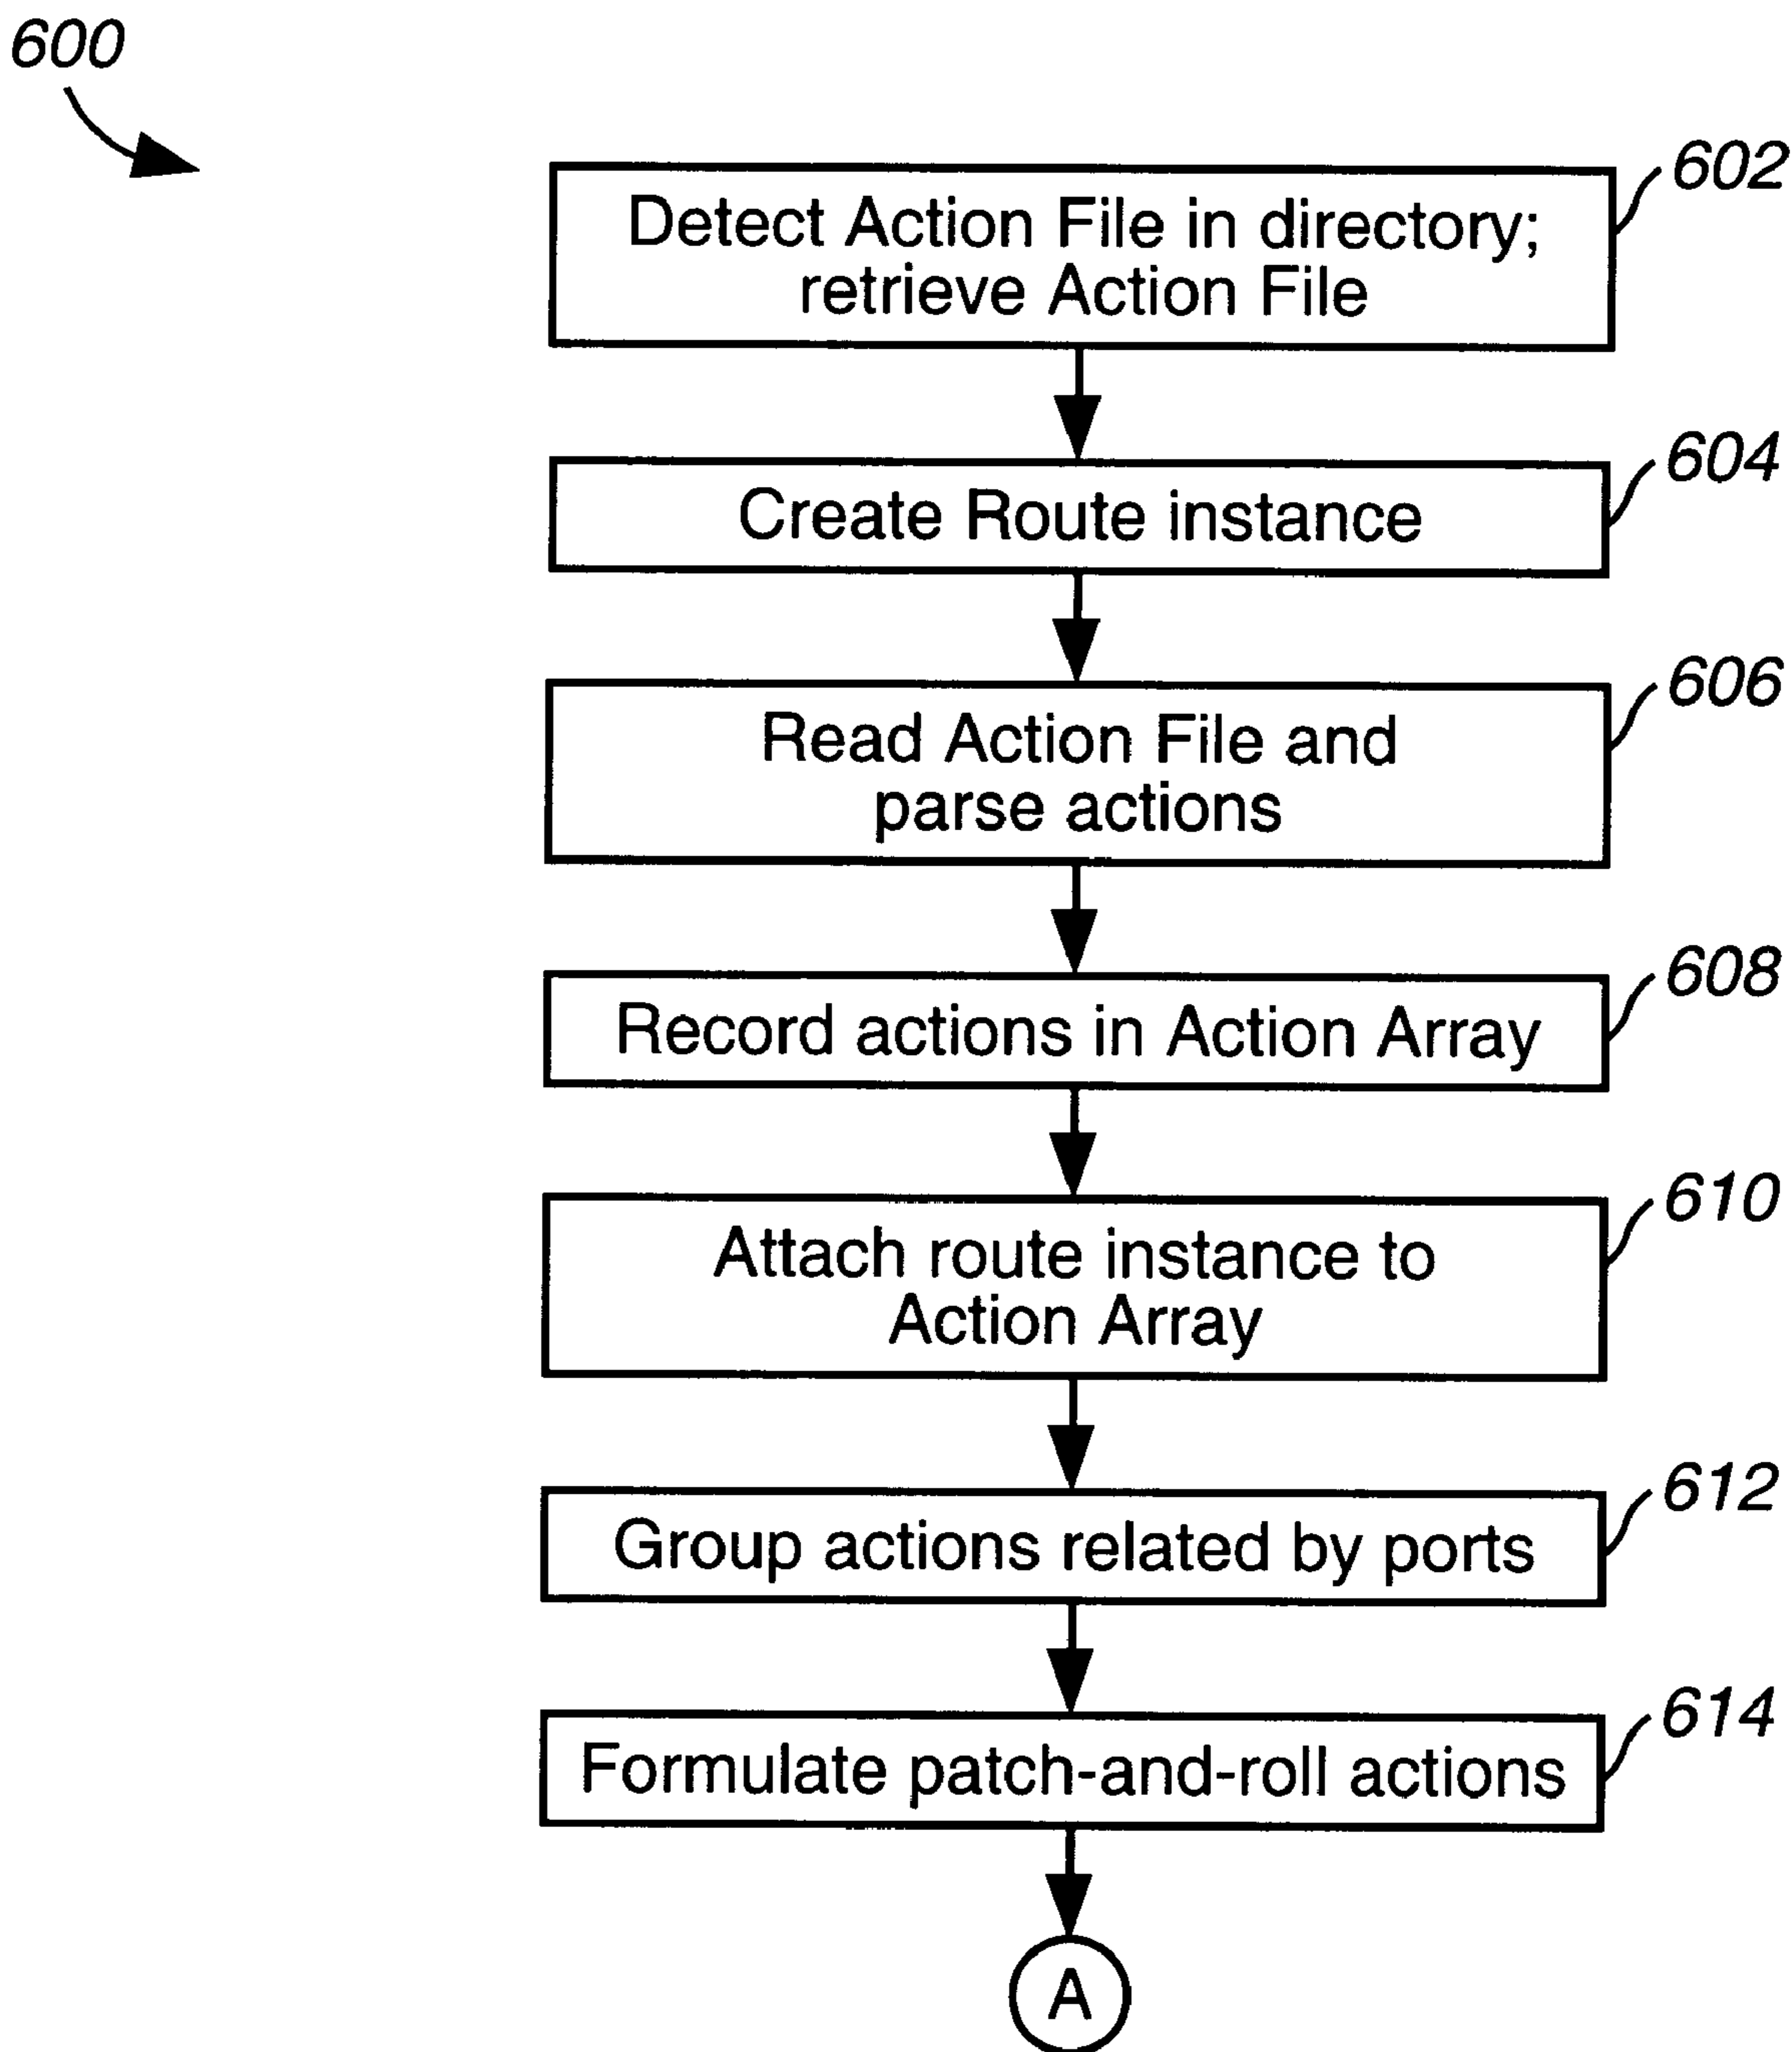 600
602
Detect Action File in directory;
retrieve Action File
604
Create Route instance
606
Read Action File and
parse actions
608
Record actions in Action Array
610
Attach route instance to
Action Array
612
Group actions related by ports
614
Formulate patch-and-roll actions
A